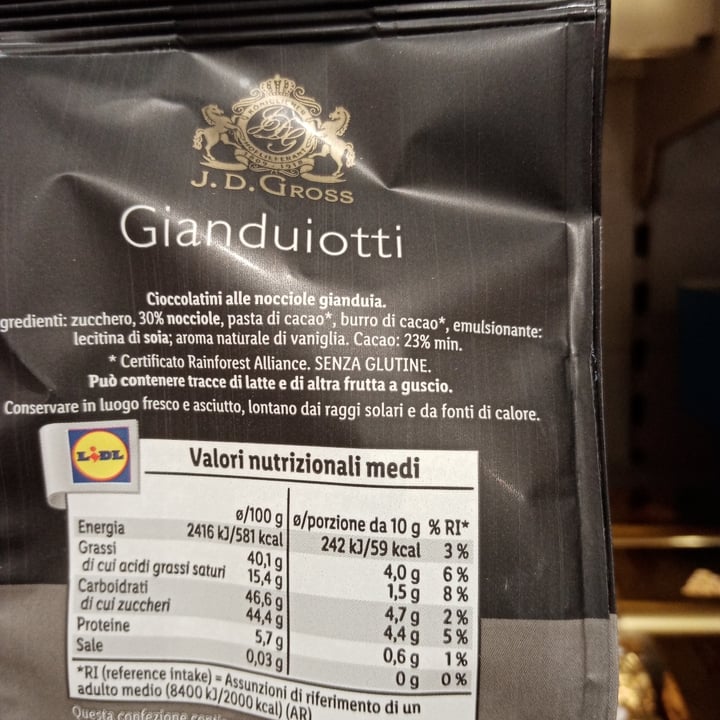 J. D. GROSS
Gianduiotti
Cioccolatini alle nocciole gianduia.
gredienti: zucchero, 30% nocciole, pasta di cacao*, burro di cacao*, emulsionante:
lecitina di soia; aroma naturale di vaniglia. Cacao: 23% min.
* Certificato Rainforest Alliance. SENZA GLUTINE.
Può contenere tracce di latte e di altra frutta a guscio.
Conservare in luogo fresco e asciutto, lontano dai raggi solari e da fonti di calore.
LIDL
Valori nutrizionali medi
ø/100 g ø/porzione da 10 g % RI*
Energia 2416 kJ/581 kcal 242 kJ/59 kcal 3 %
Grassi 40,1 g 4,0 g 6 %
di cui acidi grassi saturi 15,4 g 1,5 g 8 %
Carboidrati 46,6 g 4,7 g 2 %
di cui zuccheri 44,4 g 4,4 g 5 %
Proteine 5,7 g 0,6 g 1 %
Sale 0,03 g 0 g 0 %
*RI (reference intake) = Assunzioni di riferimento di un
adulto medio (8400 kJ/2000 kcal) (AR)
Questa confezione